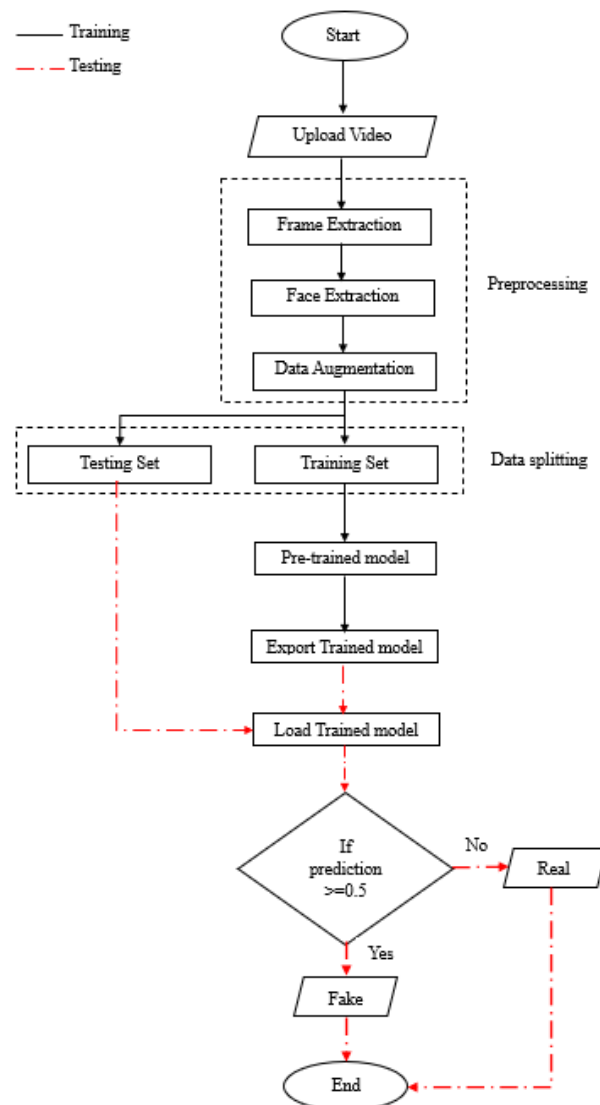 Training
Testing
Start
Upload Video
Frame Extraction
Face Extraction
Data Augmentation
Preprocessing
Testing Set
Training Set
Data splitting
Pre-trained model
Export Trained model
Load Trained model
If
prediction
>=0.5
No
Real
Yes
Fake
End